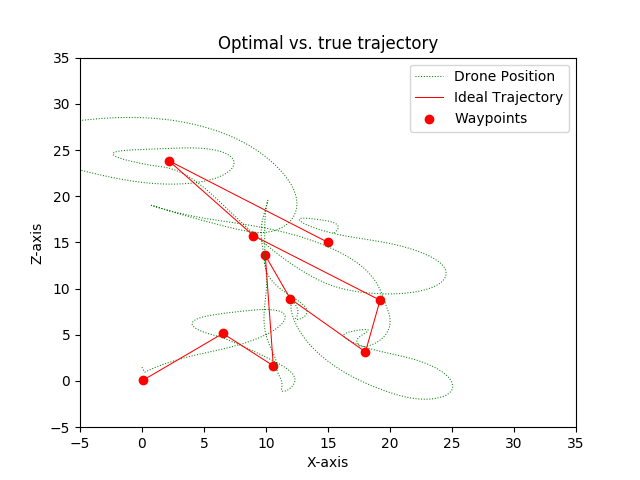 Optimal vs. true trajectory
Drone Position
Ideal Trajectory
Waypoints
35
30
25
20
15
10
5
0
−5
Z-axis
−5 0 5 10 15 20 25 30 35
X-axis